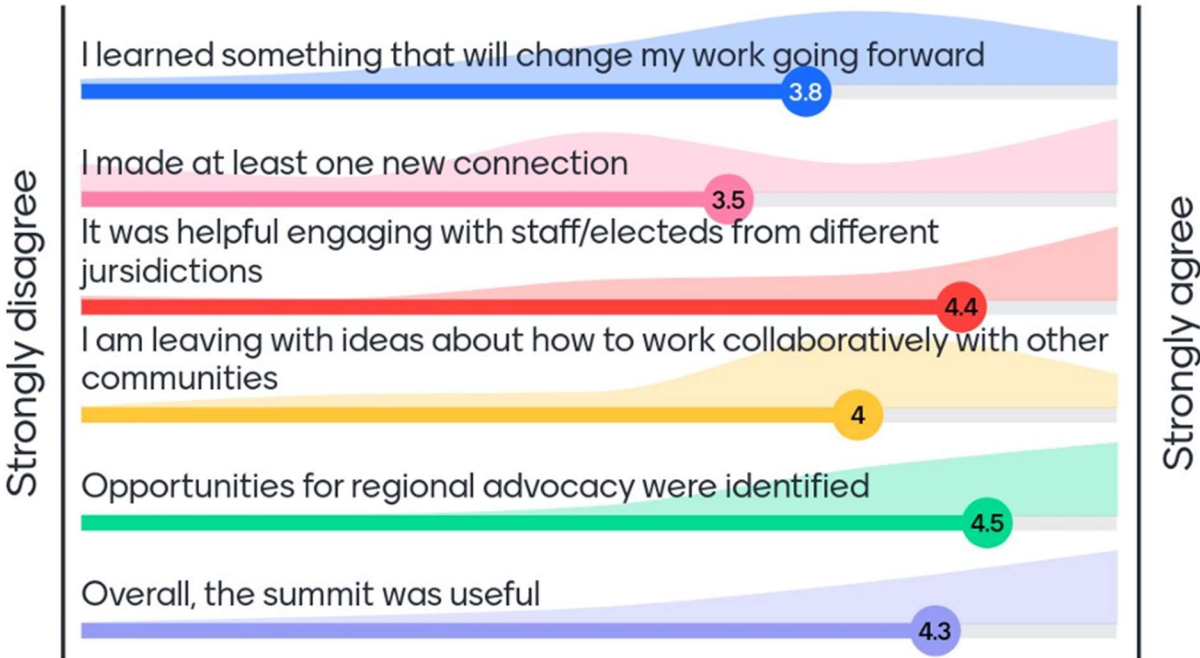 Strongly disagree
I learned something that will change my work going forward
3.8
I made at least one new connection
3.5
It was helpful engaging with staff/electeds from different
jursidictions
4.4
I am leaving with ideas about how to work collaboratively with other
communities
4
Opportunities for regional advocacy were identified
4.5
Overall, the summit was useful
4.3
Strongly agree